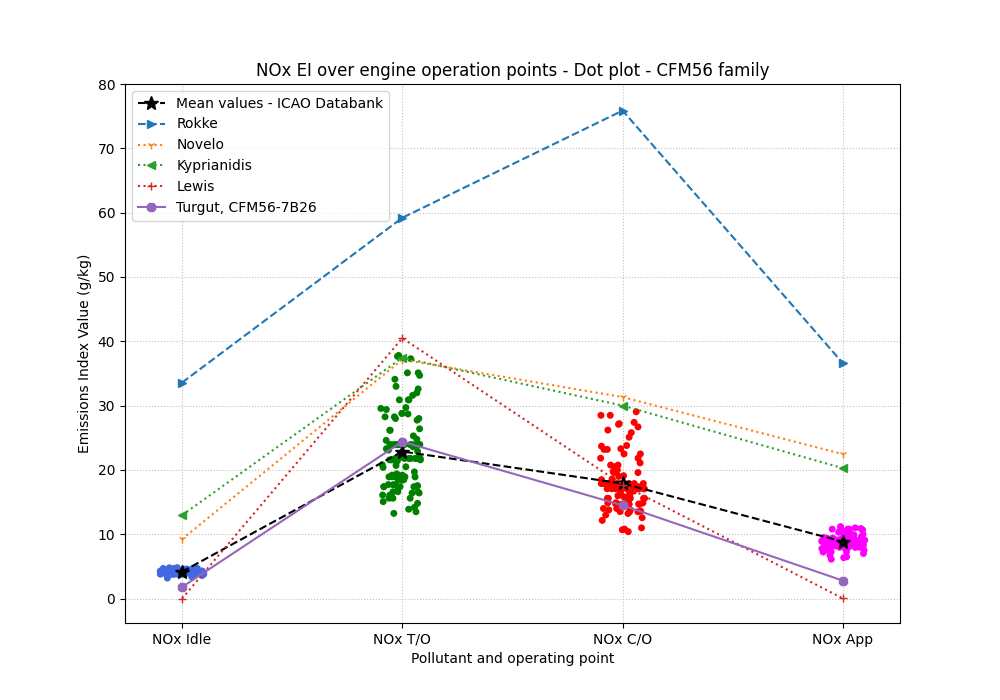 NOx EI over engine operation points - Dot plot - CFM56 family
Emissions Index Value (g/kg)
80
70
60
50
40
30
20
10
0
Mean values - ICAO Databank
Rokke
Novelo
Kyprianidis
Lewis
Turgut, CFM56-7B26
NOx Idle
NOx T/O
NOx C/O
NOx App
Pollutant and operating point